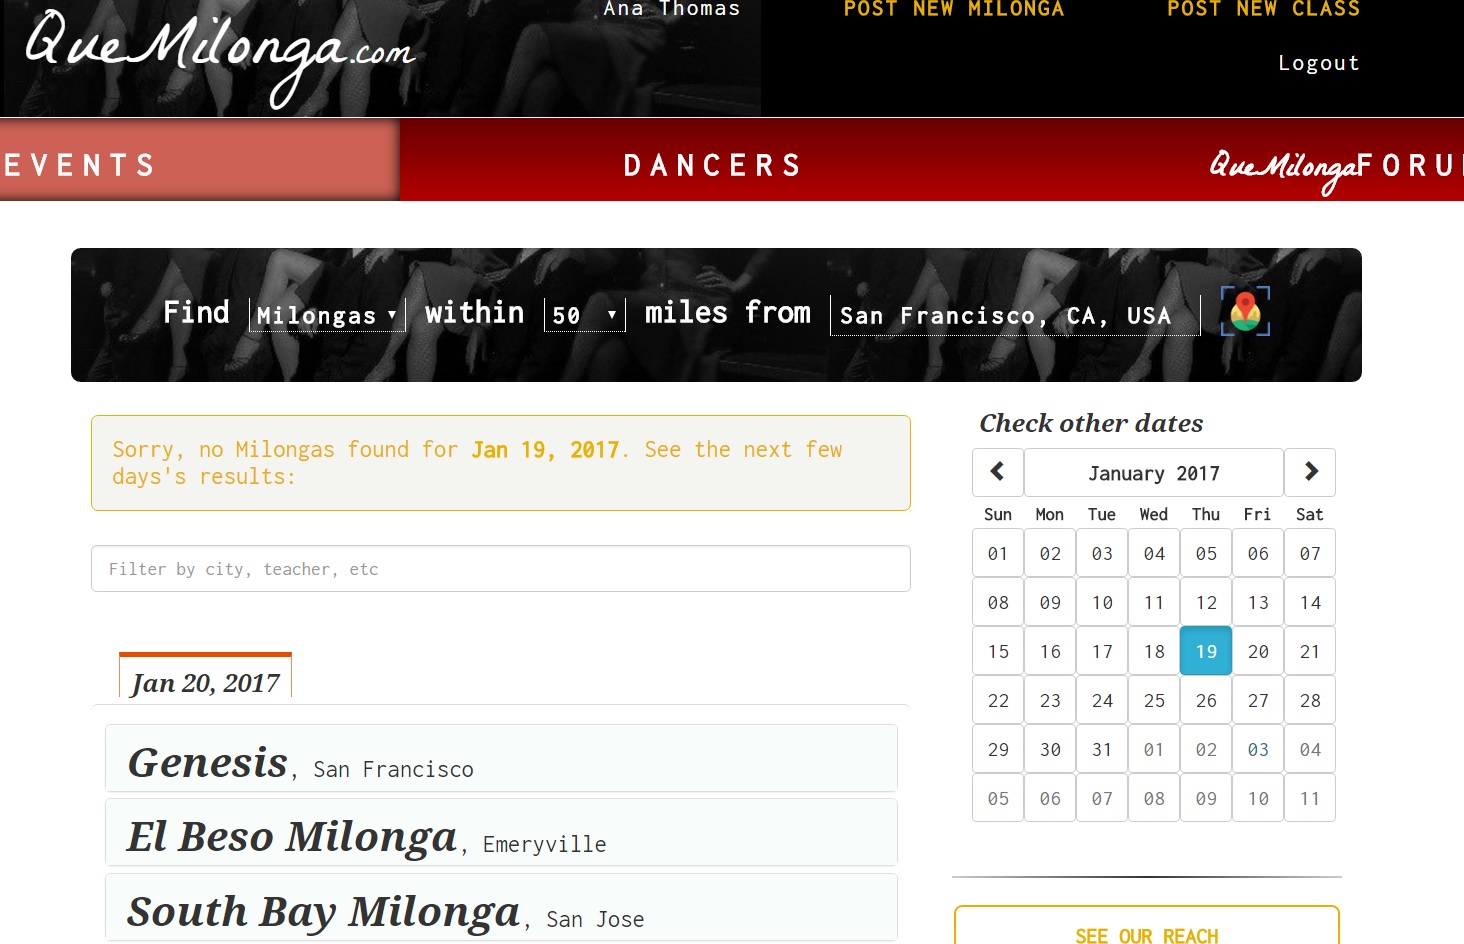 Ana Thomas
POST NEW MILONGA
POST NEW CLASS
QueMilonga.com
Logout
EVENTS
DANCERS
QueMilonga FORU
Find Milongas within 50 miles from San Francisco, CA, USA
Sorry, no Milongas found for Jan 19, 2017. See the next few
days's results:
Filter by city, teacher, etc
Jan 20, 2017
Genesis, San Francisco
El Beso Milonga, Emeryville
South Bay Milonga, San Jose
Check other dates
January 2017
Sun Mon Tue Wed Thu Fri Sat
01 02 03 04 05 06 07
08 09 10 11 12 13 14
15 16 17 18 19 20 21
22 23 24 25 26 27 28
29 30 31 01 02 03 04
05 06 07 08 09 10 11
SEE OUR REACH